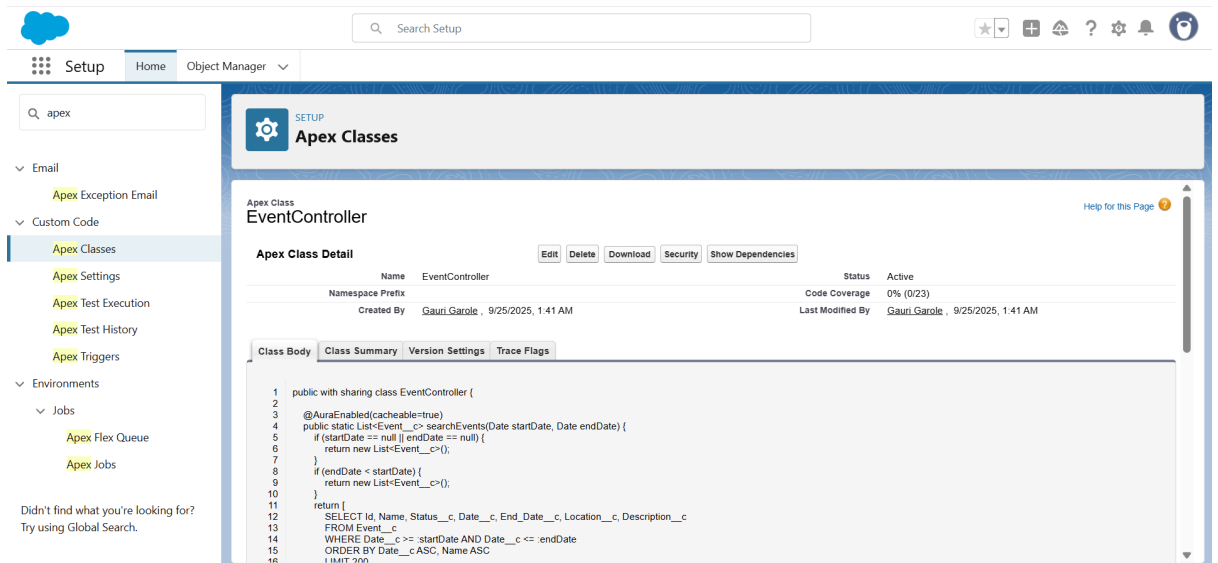 Search Setup
Setup Home Object Manager
apex
Email
Apex Exception Email
Custom Code
Apex Classes
Apex Settings
Apex Test Execution
Apex Test History
Apex Triggers
Environments
Jobs
Apex Flex Queue
Apex Jobs
Didn't find what you're looking for?
Try using Global Search.
SETUP
Apex Classes
Apex Class
EventController
Help for this Page ?
Apex Class Detail Edit Delete Download Security Show Dependencies
Name EventController Status Active
Namespace Prefix Code Coverage 0% (0/23)
Created By Gauri Garole , 9/25/2025, 1:41 AM Last Modified By Gauri Garole , 9/25/2025, 1:41 AM
Class Body Class Summary Version Settings Trace Flags
1 public with sharing class EventController {
2
3 @AuraEnabled(cacheable=true)
4 public static List<Event__c> searchEvents(Date startDate, Date endDate) {
5 if (startDate == null || endDate == null) {
6 return new List<Event__c>();
7 }
8 if (endDate < startDate) {
9 return new List<Event__c>();
10 }
11 return [
12 SELECT Id, Name, Status__c, Date__c, End_Date__c, Location__c, Description__c
13 FROM Event__c
14 WHERE Date__c >= :startDate AND Date__c <= :endDate
15 ORDER BY Date__c ASC, Name ASC
16 LIMIT 200